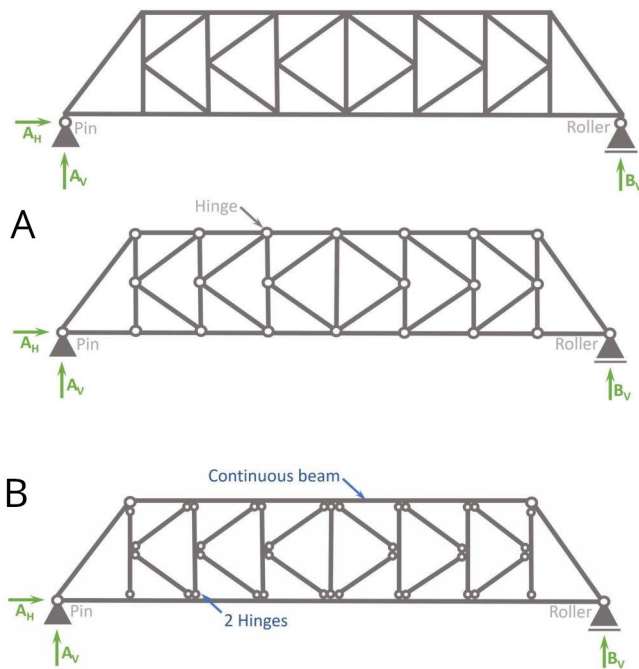 A_H Pin Roller
A_V B_V
A
Hinge
A_H Pin Roller
A_V B_V
B
Continuous beam
A_H Pin 2 Hinges Roller
A_V B_V